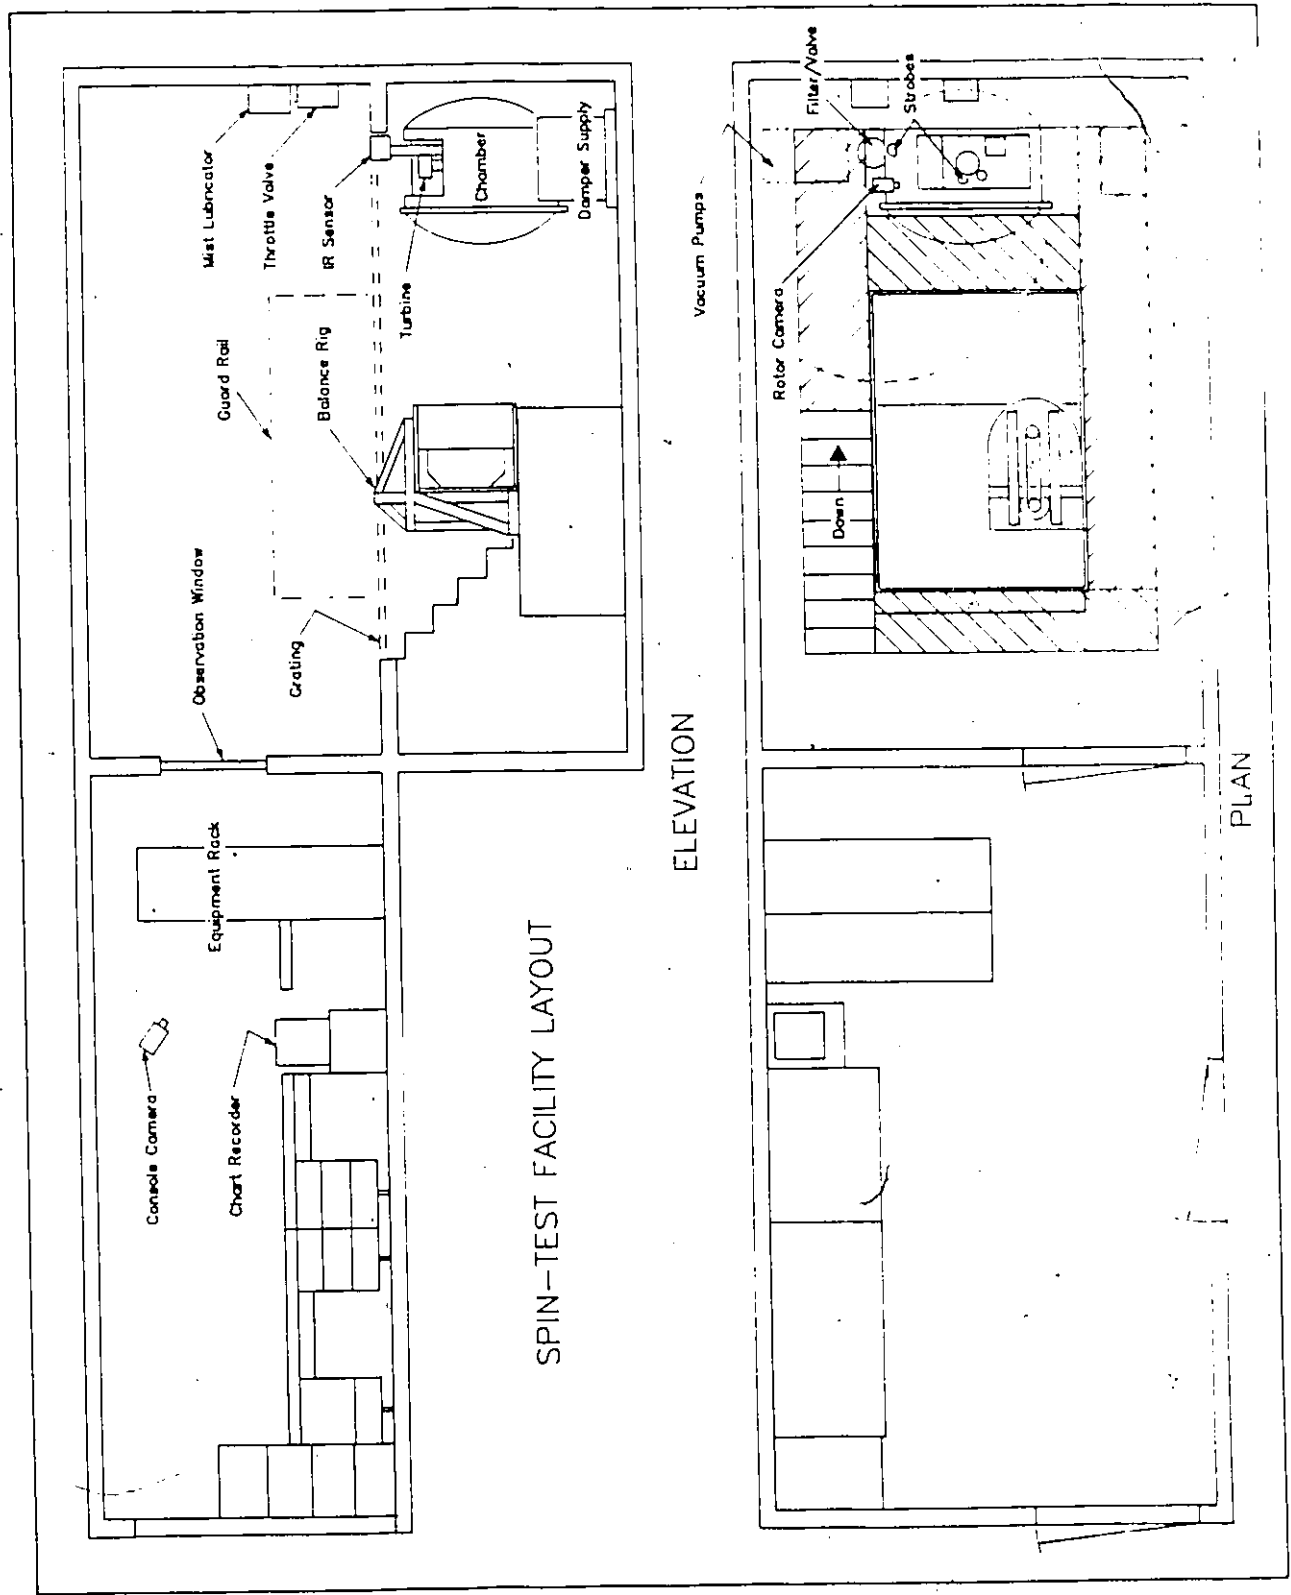 Console Camera
Chart Recorder
Equipment Rack
Observation Window
Grating
Guard Rail
Balance Rig
Mist Lubricator
Throttle Valve
IR Sensor
Turbine
Chamber
Damper Supply
SPIN-TEST FACILITY LAYOUT
ELEVATION
Vacuum Pumps
Rotor Camera
Filter/Valve
Strobes
Down
PLAN